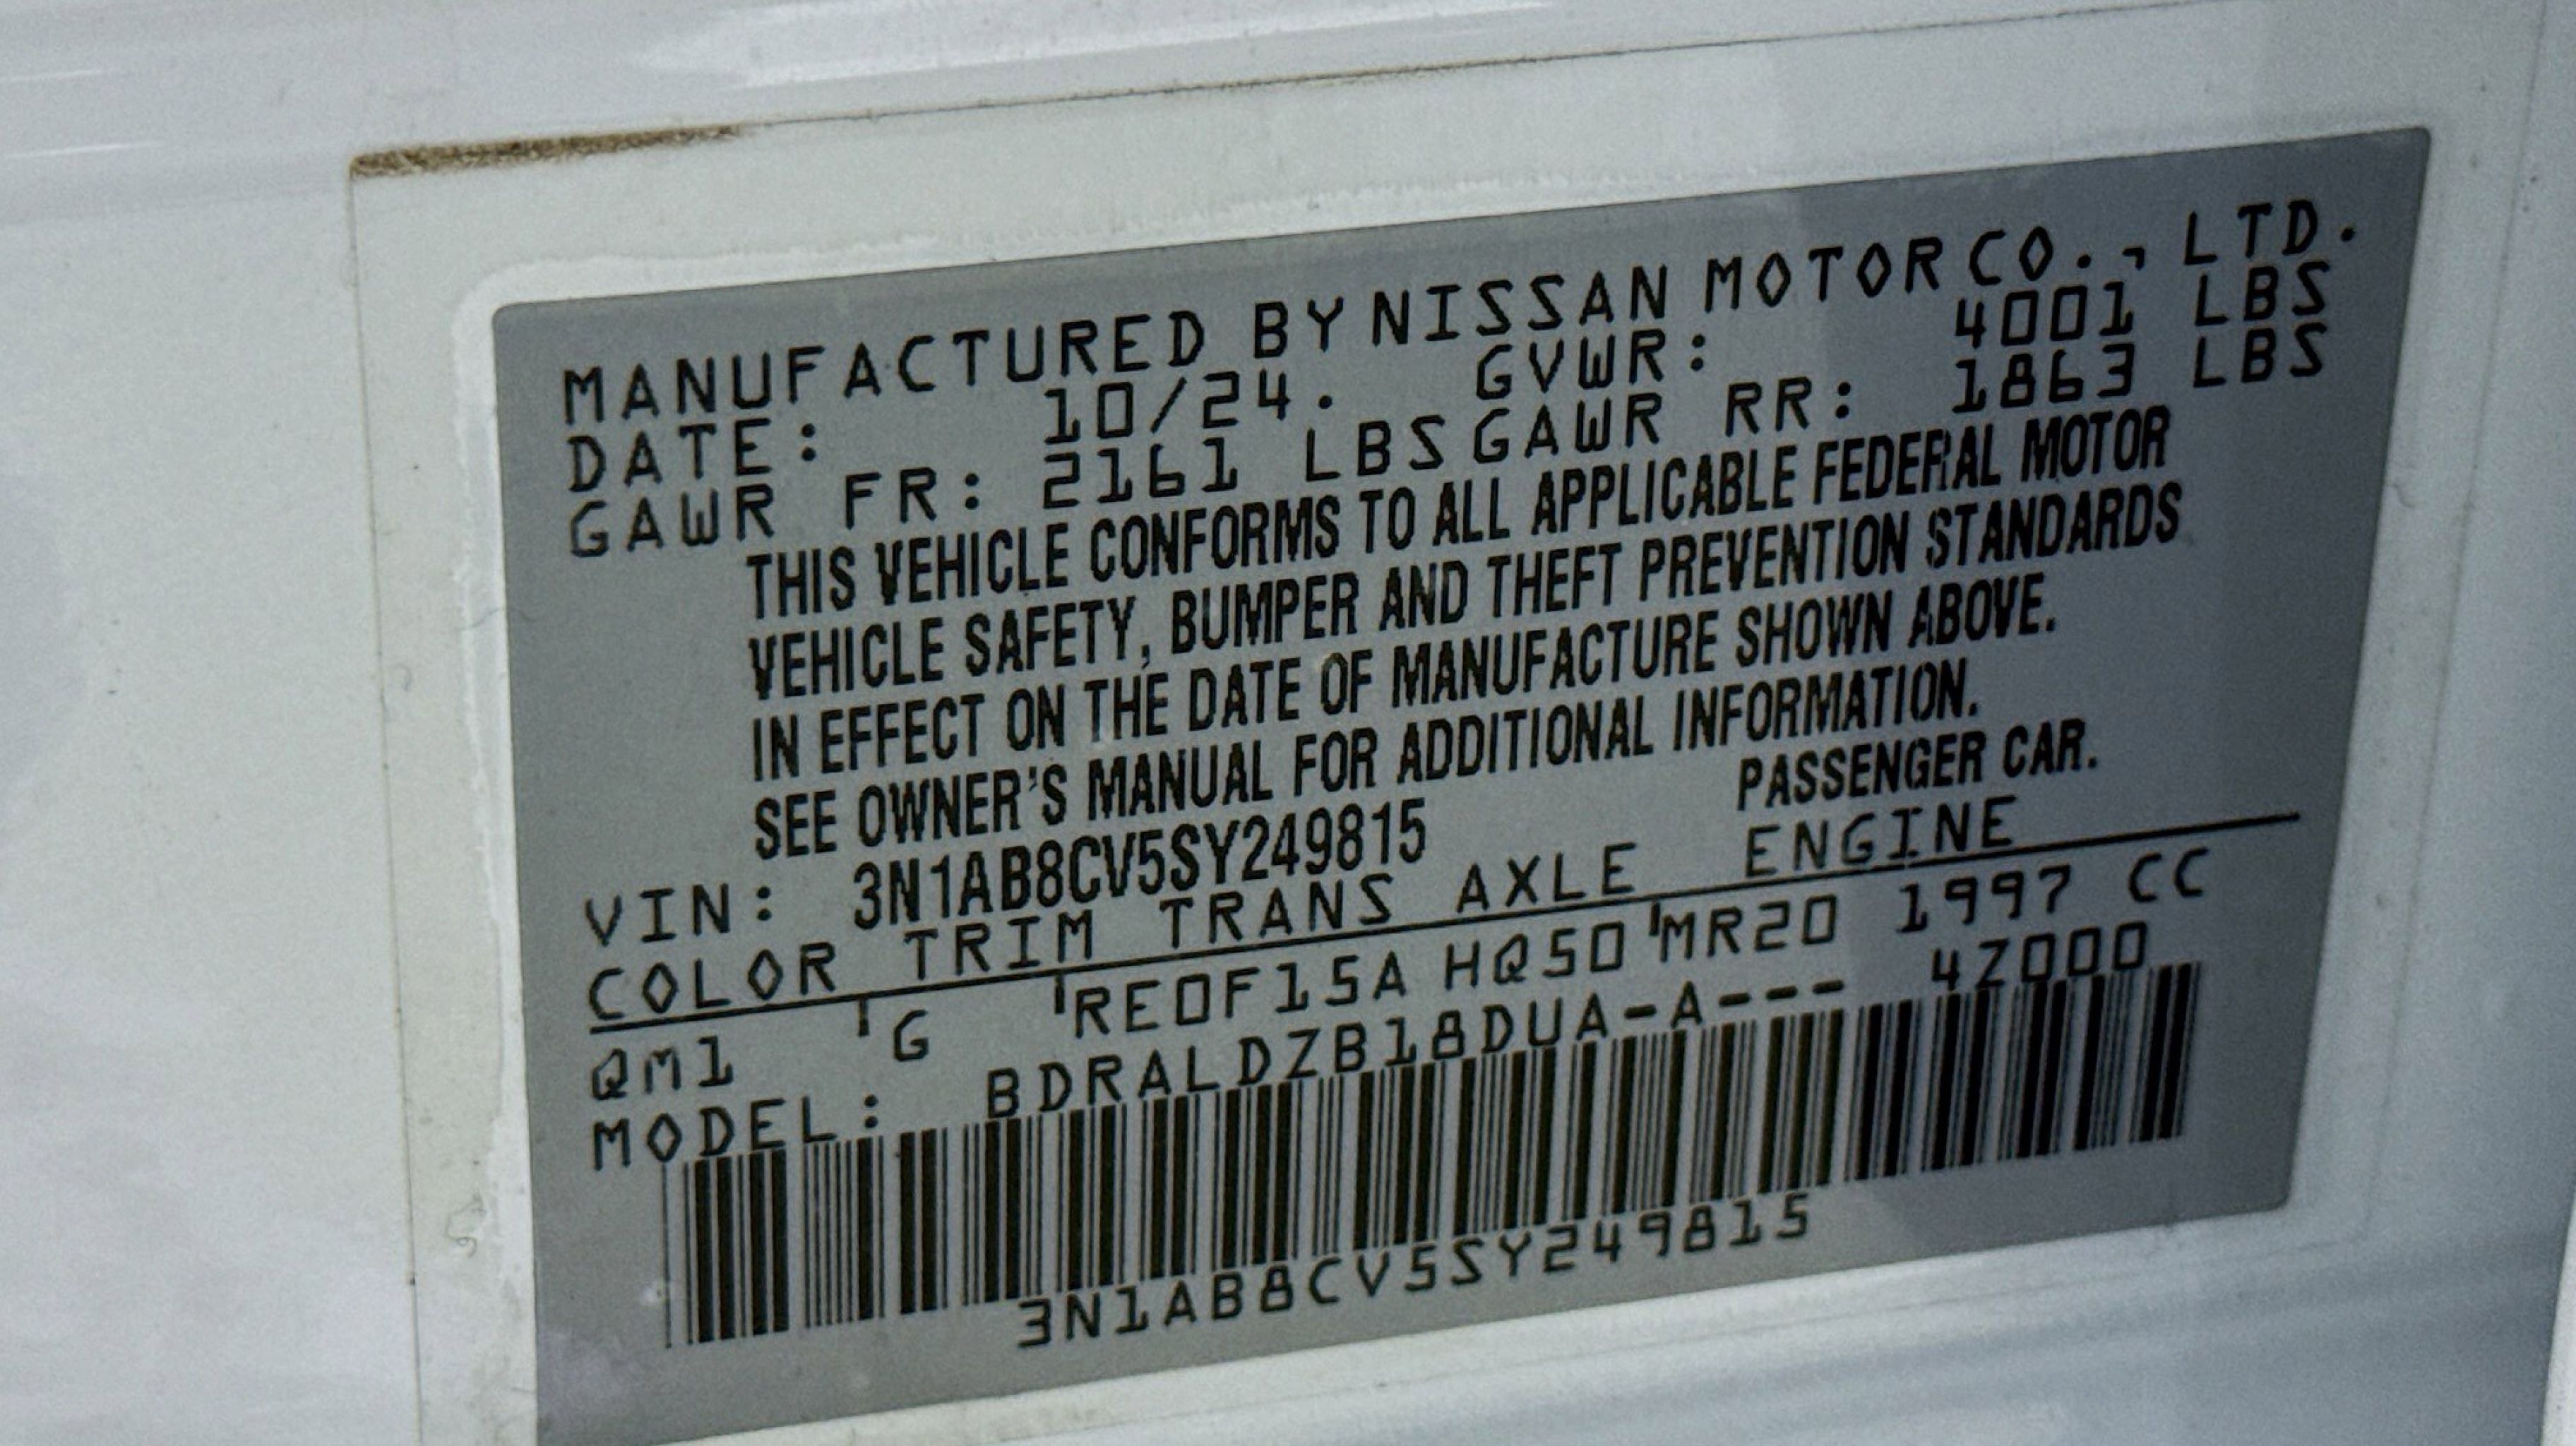 MANUFACTURED BY NISSAN MOTOR CO., LTD.
DATE: 10/24. GVWR: 4001 LBS
GAWR FR: 2161 LBS GAWR RR: 1863 LBS
THIS VEHICLE CONFORMS TO ALL APPLICABLE FEDERAL MOTOR
VEHICLE SAFETY, BUMPER AND THEFT PREVENTION STANDARDS
IN EFFECT ON THE DATE OF MANUFACTURE SHOWN ABOVE.
SEE OWNER'S MANUAL FOR ADDITIONAL INFORMATION.
VIN: 3N1AB8CV5SY249815 PASSENGER CAR.
COLOR TRIM TRANS AXLE ENGINE
QM1 G RE0F15A HQ50 MR20 1997 CC
MODEL: BDRALDZB18DUA-A--- 4Z000
3N1AB8CV5SY249815